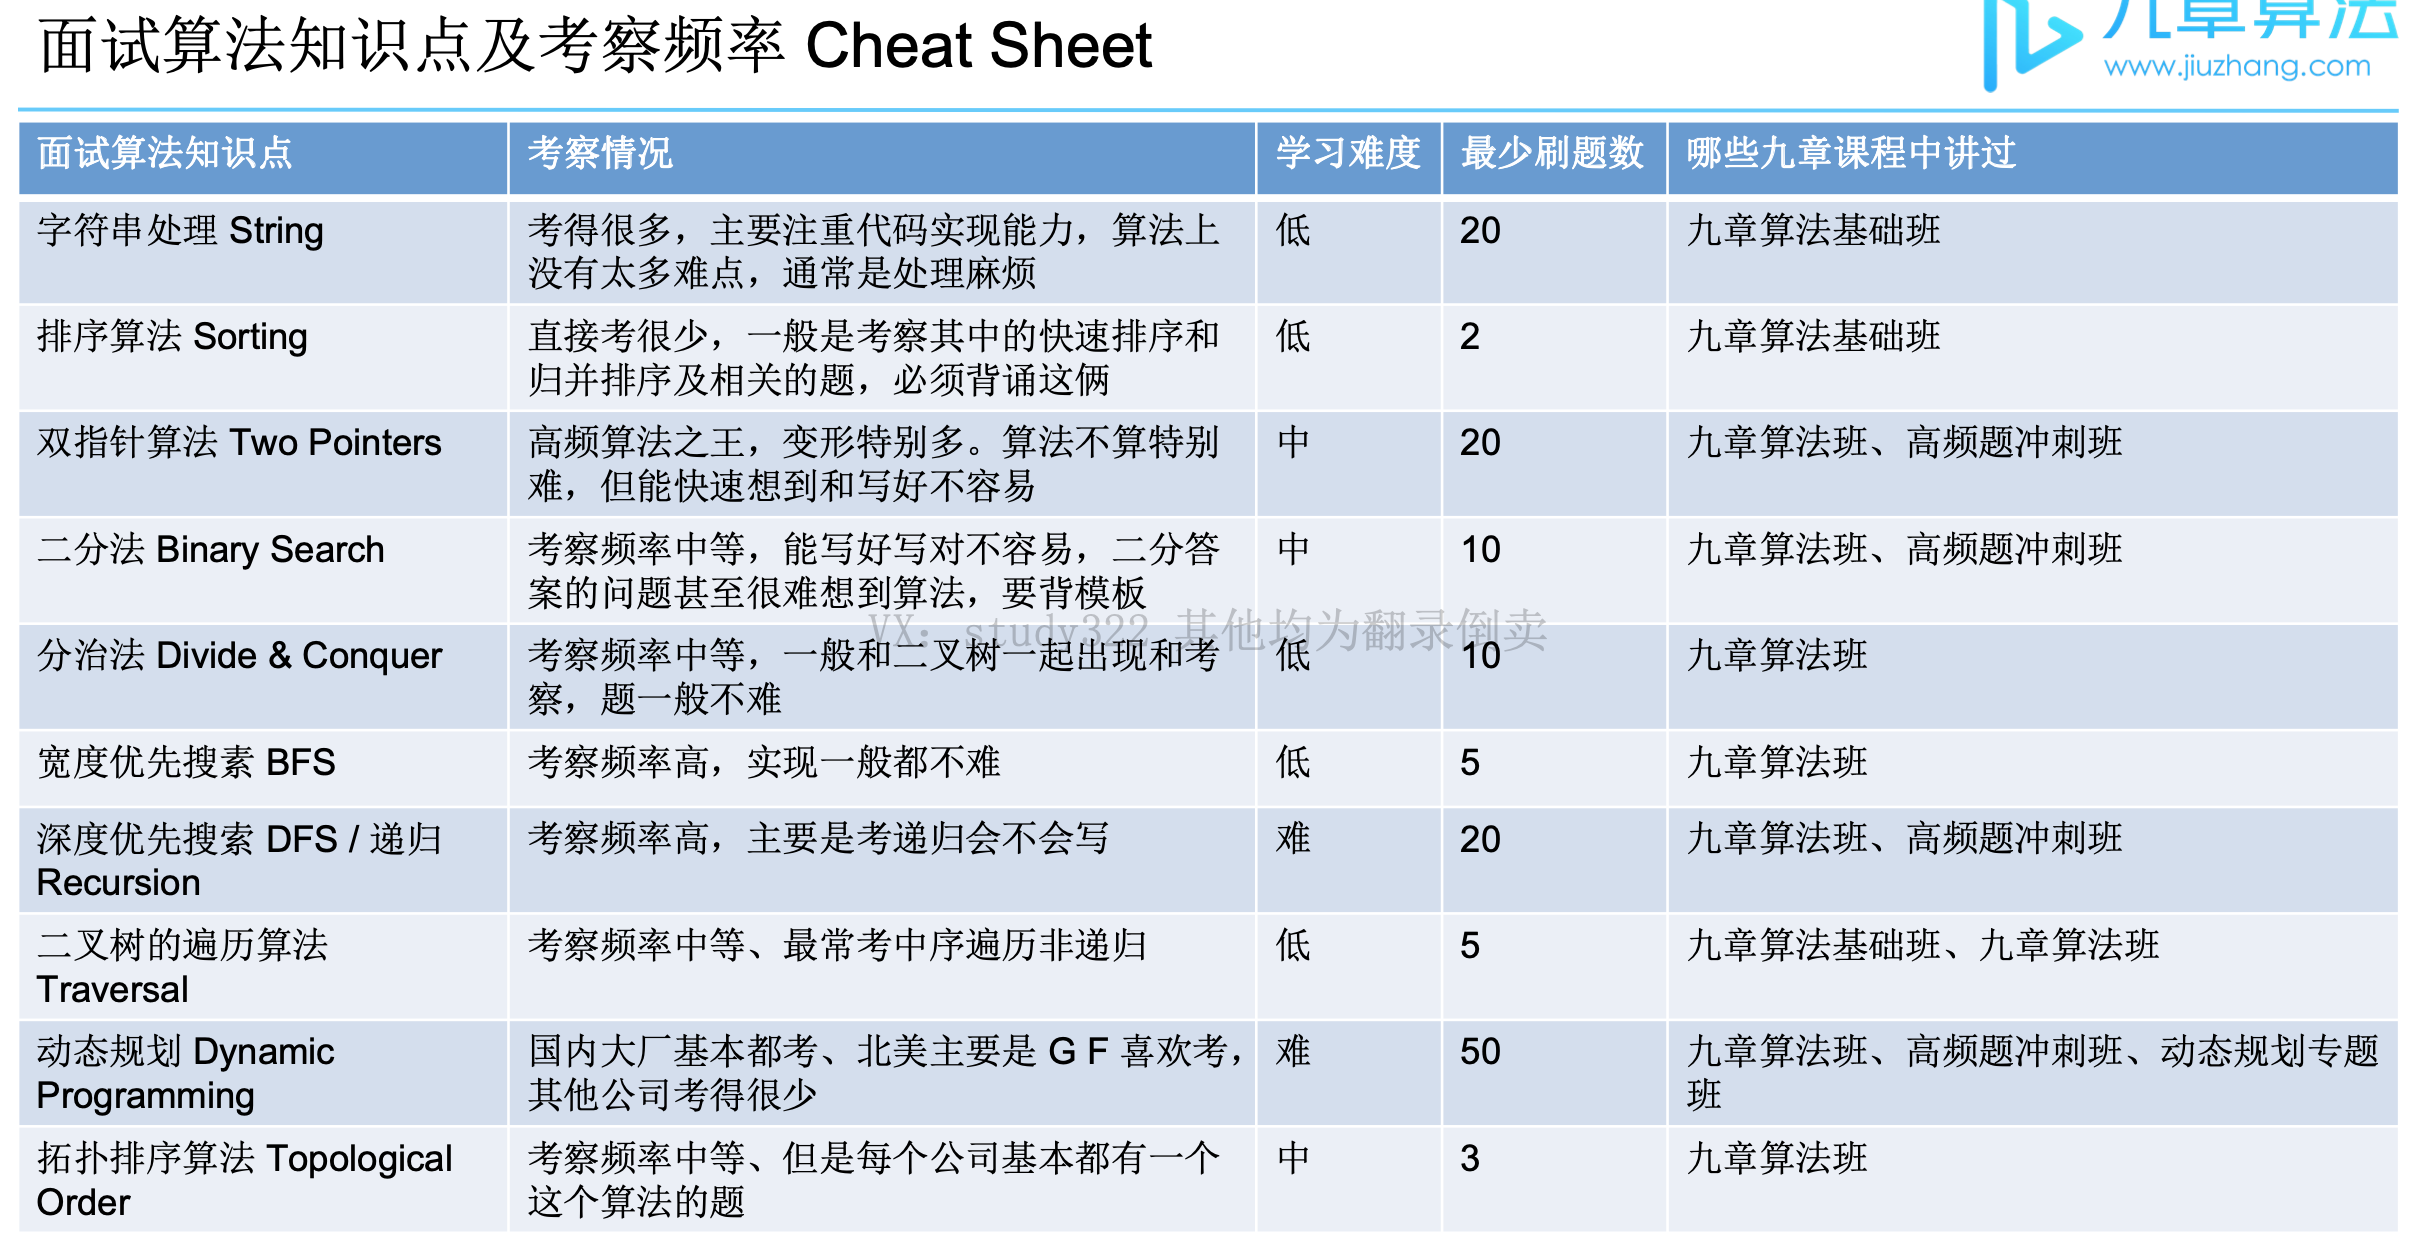 面试算法知识点及考察频率 Cheat Sheet
九章算法
www.jiuzhang.com
面试算法知识点 考察情况 学习难度 最少刷题数 哪些九章课程中讲过
字符串处理 String 考得很多，主要注重代码实现能力，算法上 低 20 九章算法基础班
没有太多难点，通常是处理麻烦
排序算法 Sorting 直接考很少，一般是考察其中的快速排序和 低 2 九章算法基础班
归并排序及相关的题，必须背诵这俩
双指针算法 Two Pointers 高频算法之王，变形特别多。算法不算特别 中 20 九章算法班、高频题冲刺班
难，但能快速想到和写好不容易
二分法 Binary Search 考察频率中等，能写好写对不容易，二分答 中 10 九章算法班、高频题冲刺班
案的问题甚至很难想到算法，要背模板
VX：study322 其他均为翻录倒卖
分治法 Divide & Conquer 考察频率中等，一般和二叉树一起出现和考 低 10 九章算法班
察，题一般不难
宽度优先搜素 BFS 考察频率高，实现一般都不难 低 5 九章算法班
深度优先搜索 DFS / 递归 考察频率高，主要是考递归会不会写 难 20 九章算法班、高频题冲刺班
Recursion
二叉树的遍历算法 考察频率中等、最常考中序遍历非递归 低 5 九章算法基础班、九章算法班
Traversal
动态规划 Dynamic 国内大厂基本都考、北美主要是 G F 喜欢考， 难 50 九章算法班、高频题冲刺班、动态规划专题
Programming 其他公司考得很少 班
拓扑排序算法 Topological 考察频率中等、但是每个公司基本都有一个 中 3 九章算法班
Order 这个算法的题